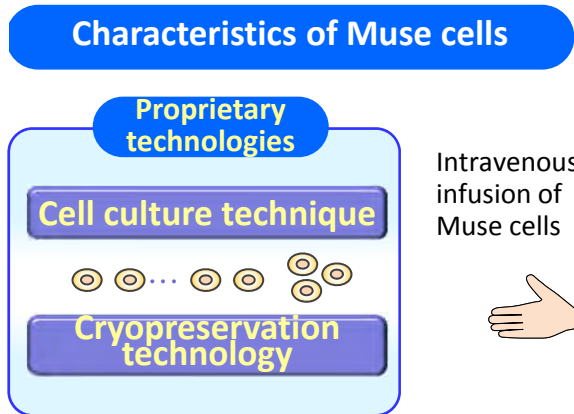 Characteristics of Muse cells
Proprietary
technologies
Cell culture technique
Cryopreservation
technology
Intravenous
infusion of
Muse cells